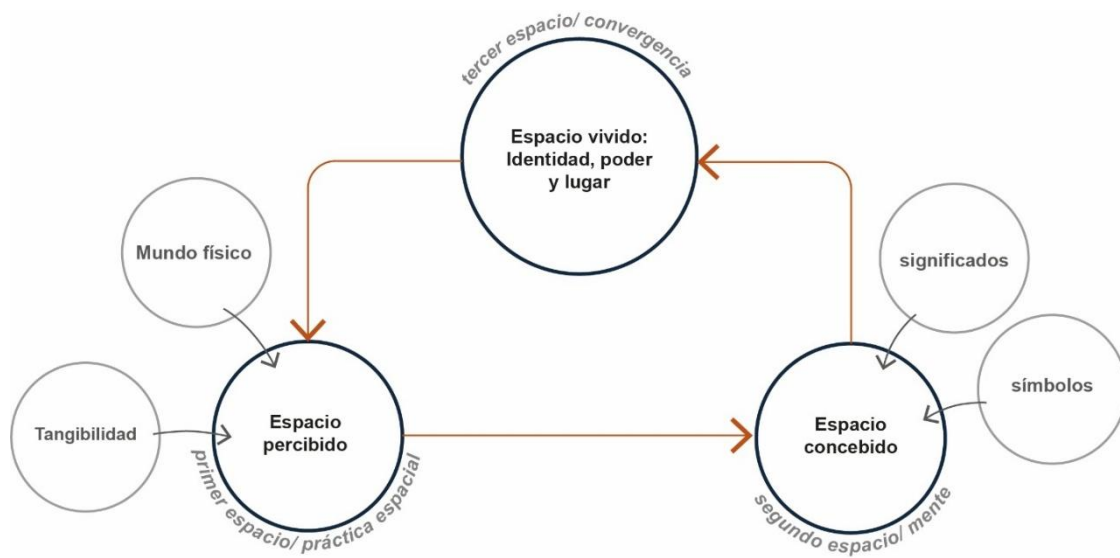 tercer espacio/ convergencia
Espacio vivido:
Identidad, poder
y lugar
Mundo físico
significados
símbolos
Tangibilidad
Espacio
percibido
Espacio
concebido
primer espacio/ práctica espacial
segundo espacio/ mente